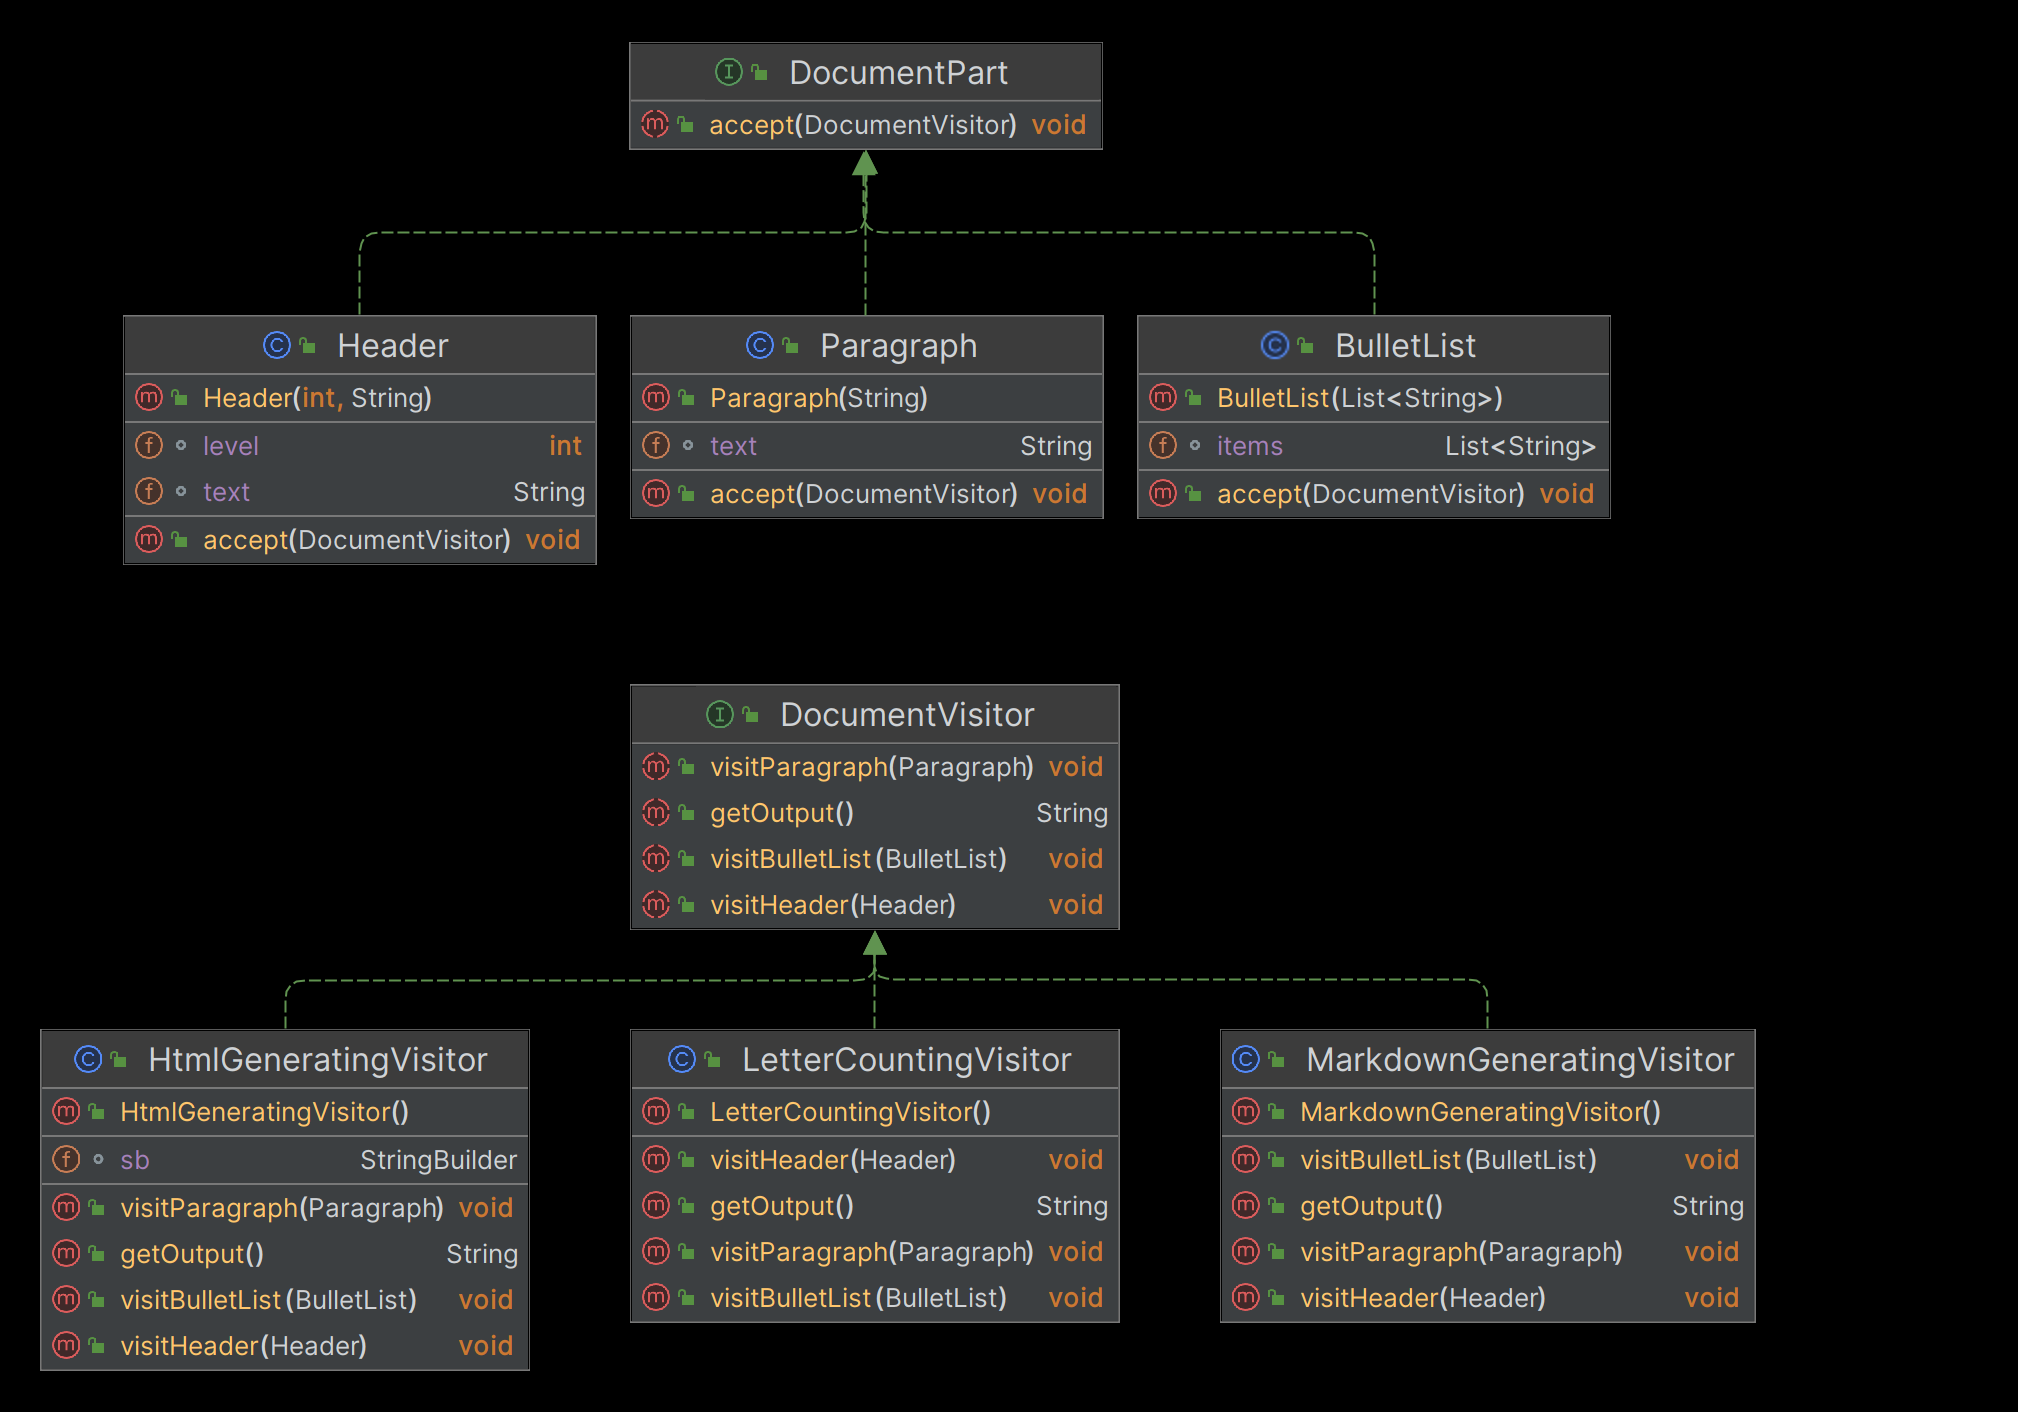 DocumentPart
accept(DocumentVisitor) void
Header
Header(int, String)
level int
text String
accept(DocumentVisitor) void
Paragraph
Paragraph(String)
text String
accept(DocumentVisitor) void
BulletList
BulletList(List<String>)
items List<String>
accept(DocumentVisitor) void
DocumentVisitor
visitParagraph(Paragraph) void
getOutput() String
visitBulletList(BulletList) void
visitHeader(Header) void
HtmlGeneratingVisitor
HtmlGeneratingVisitor()
sb StringBuilder
visitParagraph(Paragraph) void
getOutput() String
visitBulletList(BulletList) void
visitHeader(Header) void
LetterCountingVisitor
LetterCountingVisitor()
visitHeader(Header) void
getOutput() String
visitParagraph(Paragraph) void
visitBulletList(BulletList) void
MarkdownGeneratingVisitor
MarkdownGeneratingVisitor()
visitBulletList(BulletList) void
getOutput() String
visitParagraph(Paragraph) void
visitHeader(Header) void